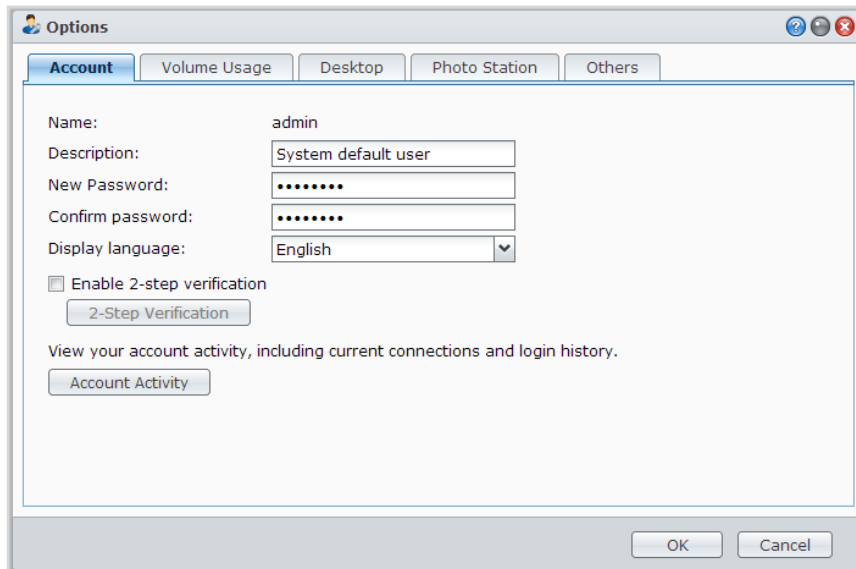 Options
Account Volume Usage Desktop Photo Station Others
Name: admin
Description: System default user
New Password: ••••••••
Confirm password: ••••••••
Display language: English
Enable 2-step verification
2-Step Verification
View your account activity, including current connections and login history.
Account Activity
OK Cancel